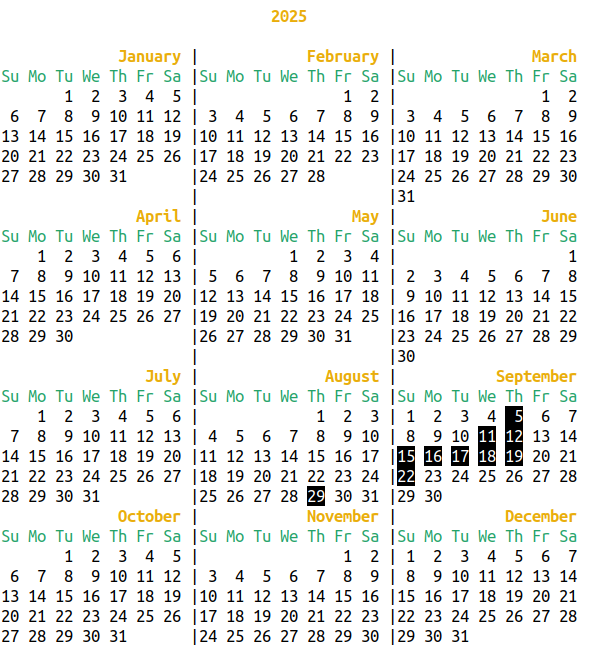 2025
January | February | March
Su Mo Tu We Th Fr Sa |Su Mo Tu We Th Fr Sa |Su Mo Tu We Th Fr Sa
1 2 3 4 5 | 1 2 | 1 2
6 7 8 9 10 11 12 | 3 4 5 6 7 8 9 | 3 4 5 6 7 8 9
13 14 15 16 17 18 19 |10 11 12 13 14 15 16 |10 11 12 13 14 15 16
20 21 22 23 24 25 26 |17 18 19 20 21 22 23 |17 18 19 20 21 22 23
27 28 29 30 31 |24 25 26 27 28 |24 25 26 27 28 29 30
| |31
April | May | June
Su Mo Tu We Th Fr Sa |Su Mo Tu We Th Fr Sa |Su Mo Tu We Th Fr Sa
1 2 3 4 5 6 | 1 2 3 4 | 1
7 8 9 10 11 12 13 | 5 6 7 8 9 10 11 | 2 3 4 5 6 7 8
14 15 16 17 18 19 20 |12 13 14 15 16 17 18 | 9 10 11 12 13 14 15
21 22 23 24 25 26 27 |19 20 21 22 23 24 25 |16 17 18 19 20 21 22
28 29 30 |26 27 28 29 30 31 |23 24 25 26 27 28 29
| |30
July | August | September
Su Mo Tu We Th Fr Sa |Su Mo Tu We Th Fr Sa |Su Mo Tu We Th Fr Sa
1 2 3 4 5 6 | 1 2 3 | 1 2 3 4 5 6 7
7 8 9 10 11 12 13 | 4 5 6 7 8 9 10 | 8 9 10 11 12 13 14
14 15 16 17 18 19 20 |11 12 13 14 15 16 17 |15 16 17 18 19 20 21
21 22 23 24 25 26 27 |18 19 20 21 22 23 24 |22 23 24 25 26 27 28
28 29 30 31 |25 26 27 28 29 30 31 |29 30
October | November | December
Su Mo Tu We Th Fr Sa |Su Mo Tu We Th Fr Sa |Su Mo Tu We Th Fr Sa
1 2 3 4 5 | 1 2 | 1 2 3 4 5 6 7
6 7 8 9 10 11 12 | 3 4 5 6 7 8 9 | 8 9 10 11 12 13 14
13 14 15 16 17 18 19 |10 11 12 13 14 15 16 |15 16 17 18 19 20 21
20 21 22 23 24 25 26 |17 18 19 20 21 22 23 |22 23 24 25 26 27 28
27 28 29 30 31 |24 25 26 27 28 29 30 |29 30 31